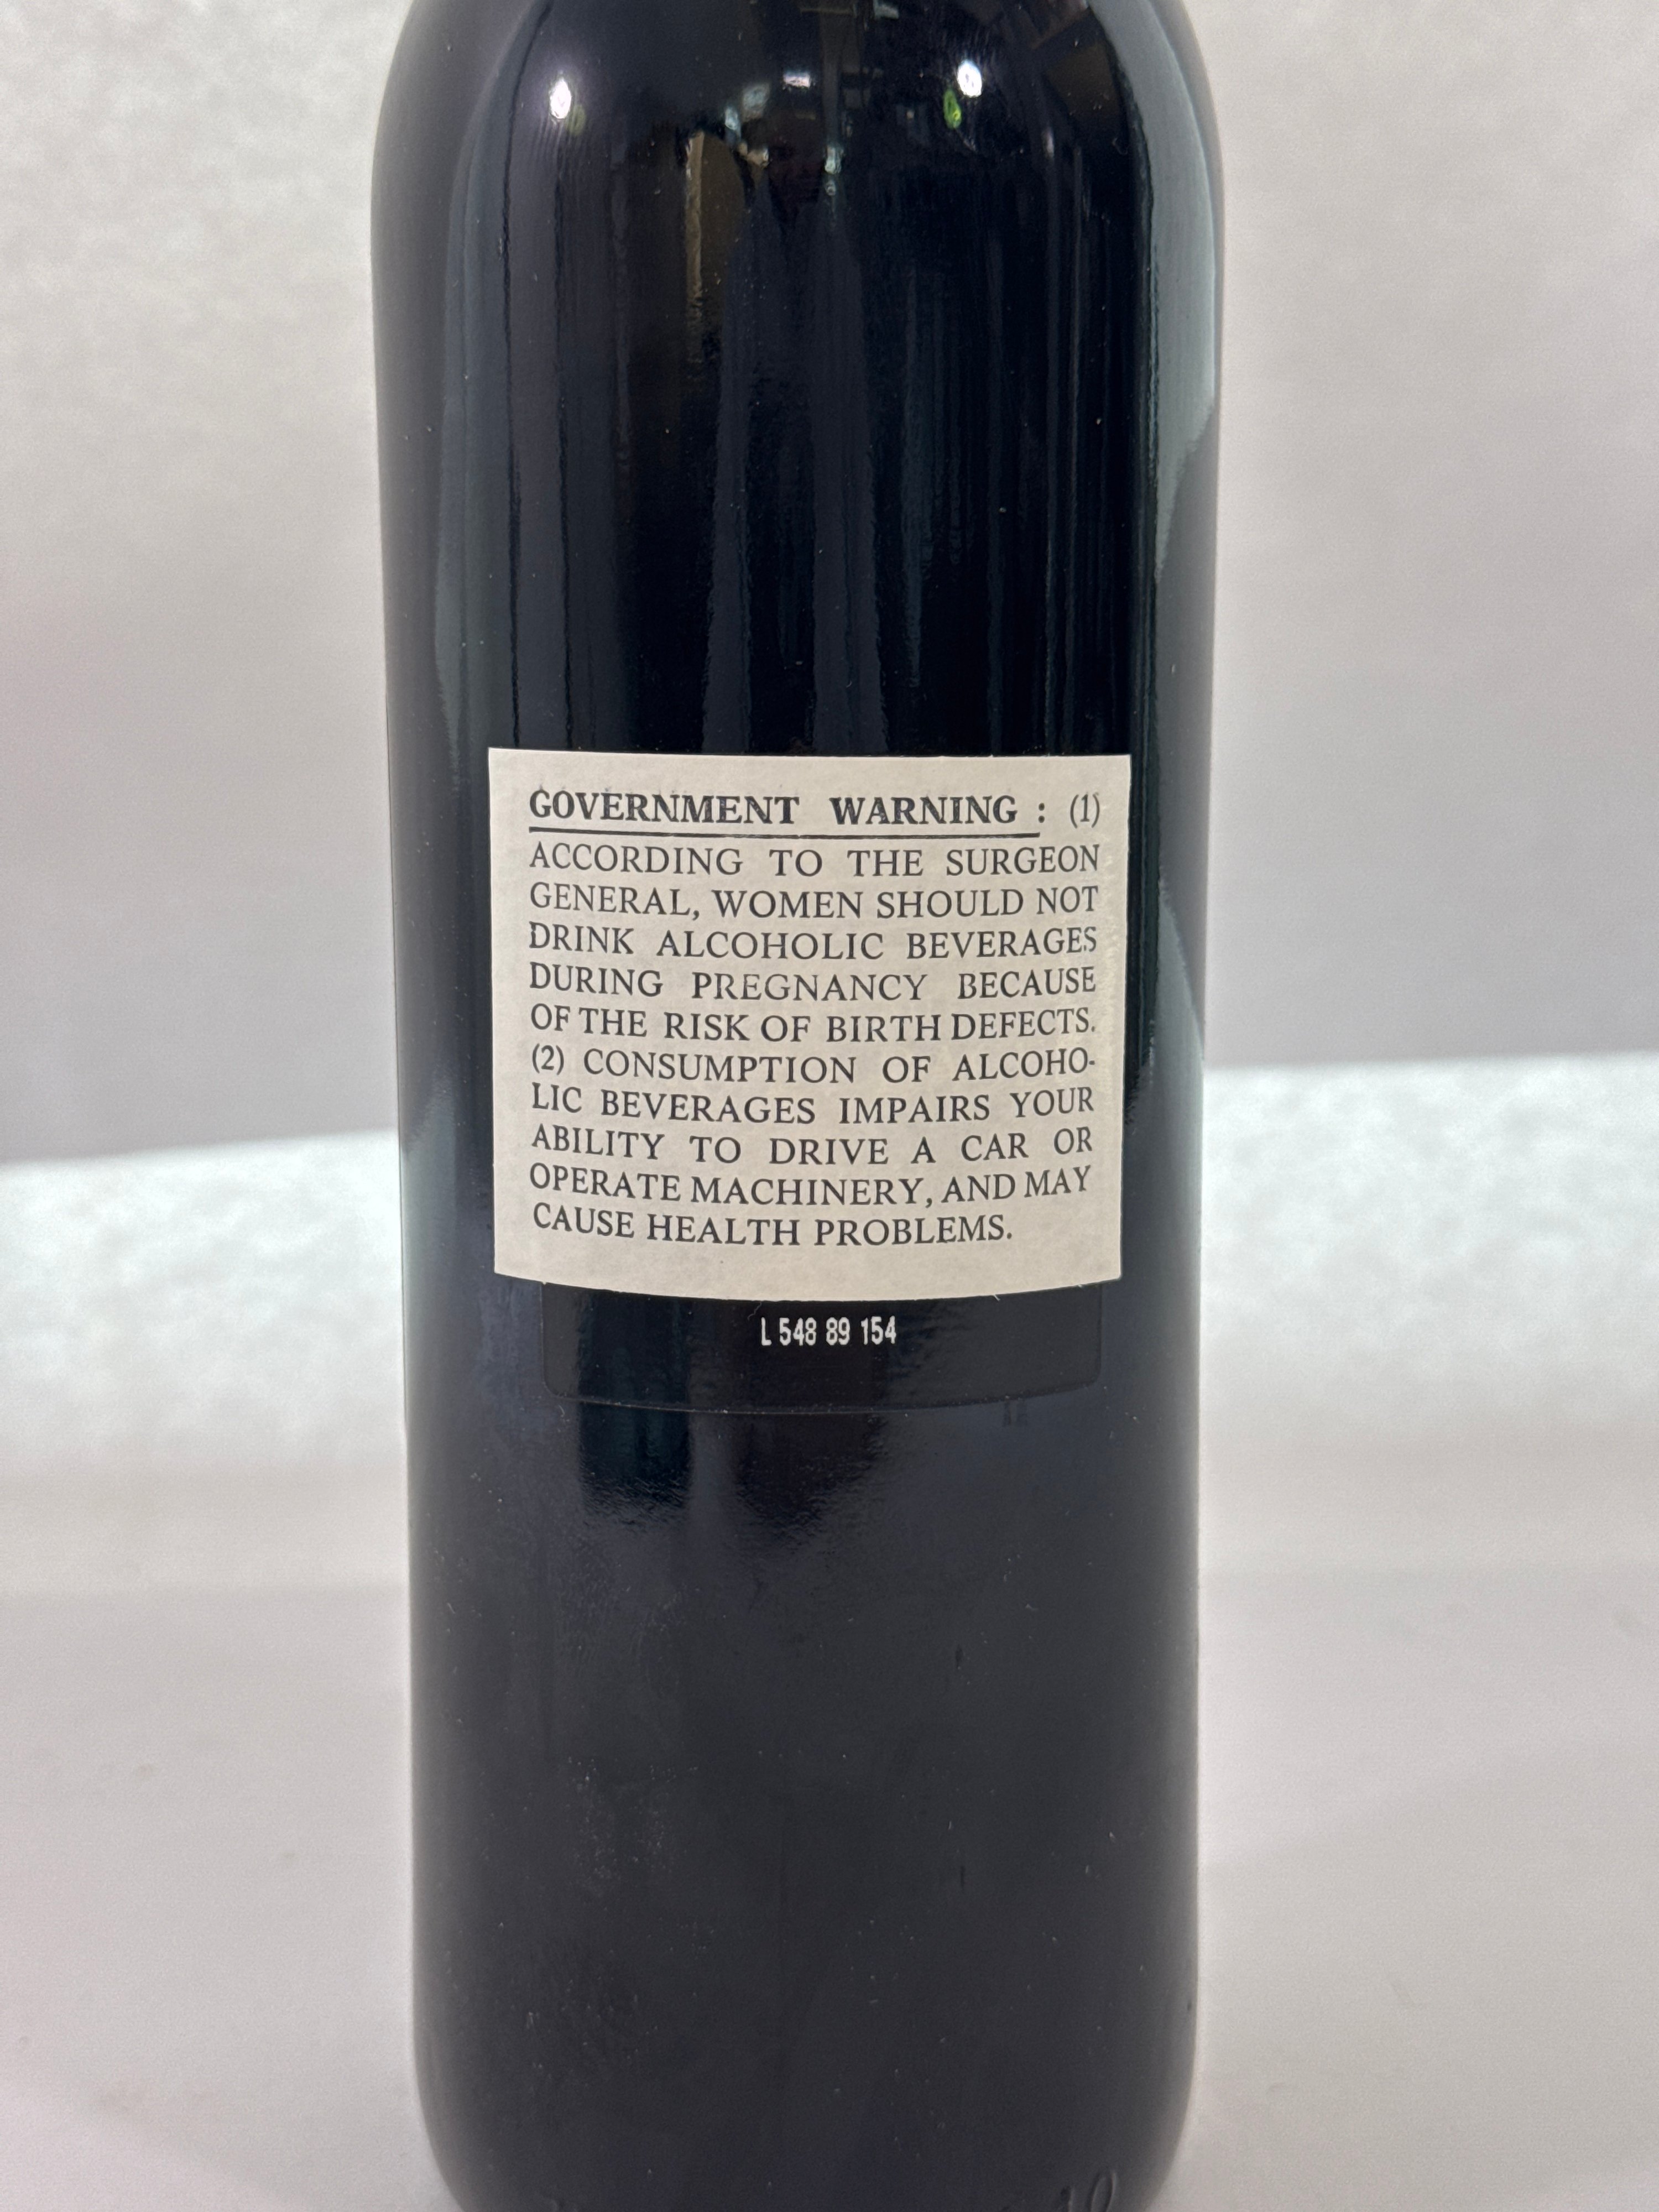 GOVERNMENT WARNING : (1)
ACCORDING TO THE SURGEON
GENERAL, WOMEN SHOULD NOT
DRINK ALCOHOLIC BEVERAGES
DURING PREGNANCY BECAUSE
OF THE RISK OF BIRTH DEFECTS.
(2) CONSUMPTION OF ALCOHO-
LIC BEVERAGES IMPAIRS YOUR
ABILITY TO DRIVE A CAR OR
OPERATE MACHINERY, AND MAY
CAUSE HEALTH PROBLEMS.
L 548 89 154